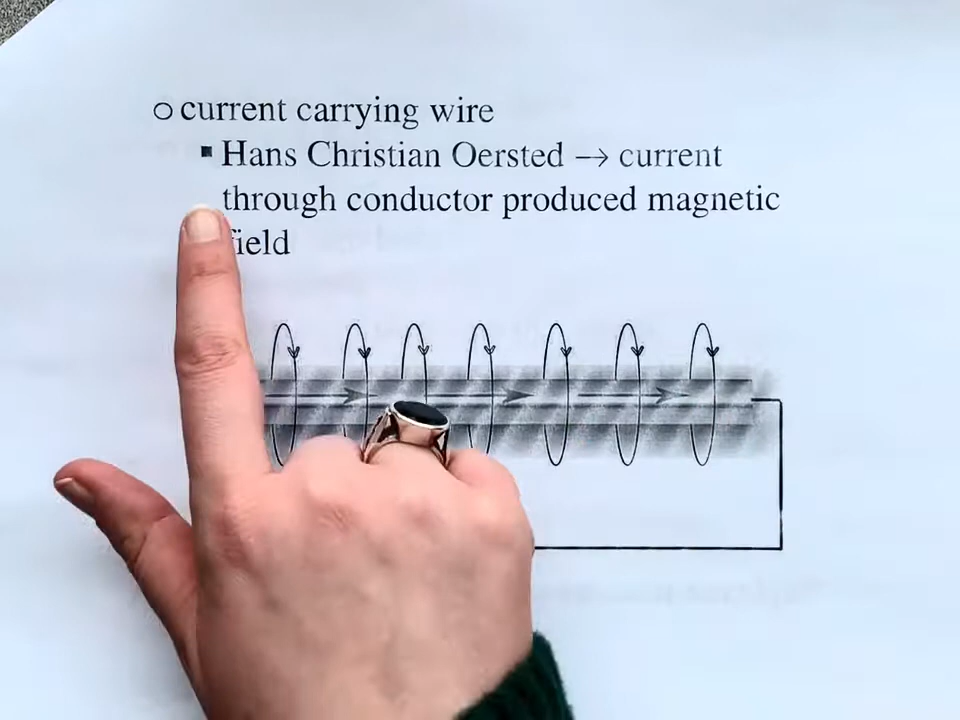 ○ current carrying wire
▪ Hans Christian Oersted → current
through conductor produced magnetic
field